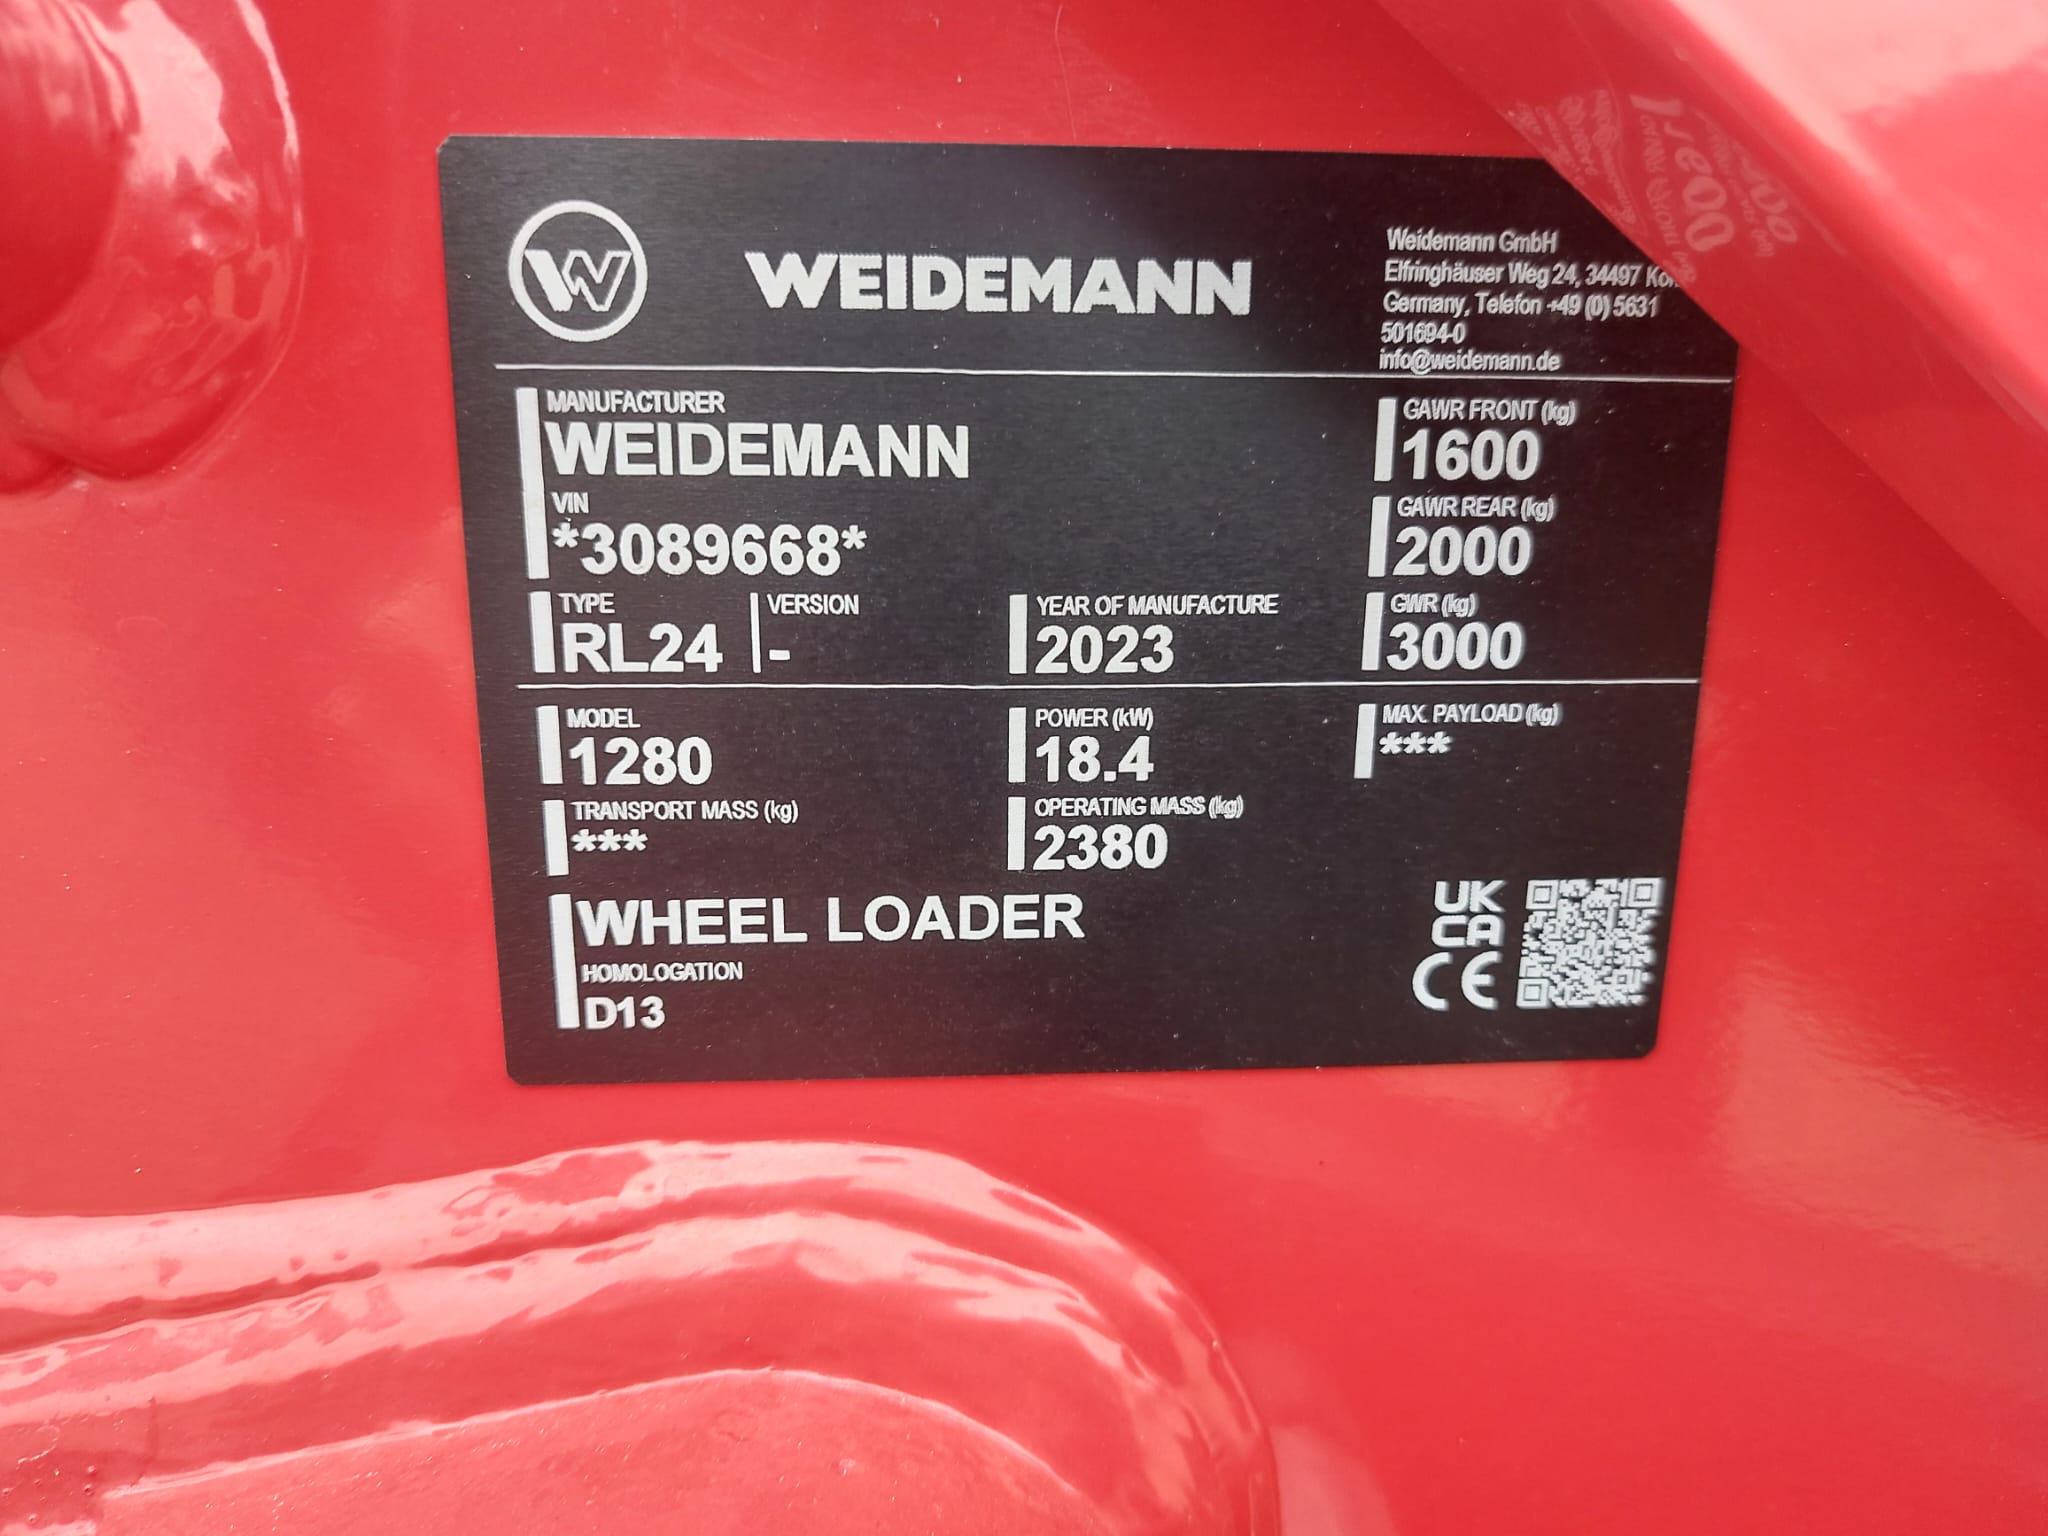 W
WEIDEMANN
Weidemann GmbH
Elfringhäuser Weg 24, 34497
Germany, Telefon +49 (0) 5631
501694-0
info@weidemann.de
MANUFACTURER
WEIDEMANN
VIN
*3089668*
TYPE
RL24
VERSION
-
YEAR OF MANUFACTURE
2023
GAWR FRONT (kg)
1600
GAWR REAR (kg)
2000
GWR (kg)
3000
MODEL
1280
POWER (kW)
18.4
MAX. PAYLOAD (kg)
***
TRANSPORT MASS (kg)
***
OPERATING MASS (kg)
2380
WHEEL LOADER
HOMOLOGATION
D13
UK
CA
CE